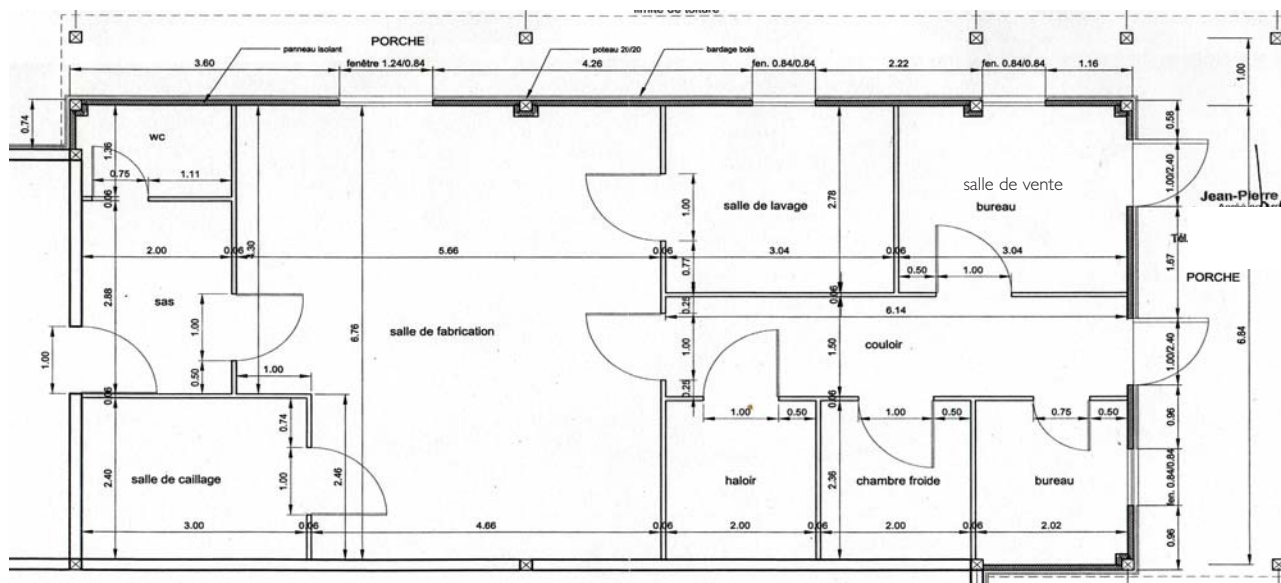 limite de toiture
PORCHE
panneau isolant
poteau 20/20
bardage bois
3.60
fenêtre 1.24/0.84
4.26
fen. 0.84/0.84
2.22
fen. 0.84/0.84
1.16
1.00
0.74
wc
1.36
0.75
1.11
0.06
2.00
0.06
5.66
0.06
3.04
0.06
3.04
2.88
sas
1.00
0.50
1.00
1.00
0.06
6.76
salle de fabrication
salle de lavage
2.78
1.00
0.77
0.06
salle de vente
bureau
0.50
1.00
0.58
1.00/2.40
Jean-Pierre
Tél.
1.67
PORCHE
6.84
0.25
1.00
0.25
6.14
1.50
couloir
1.00/2.40
0.06
1.00
0.50
1.00
0.50
0.75
0.50
0.96
fen. 0.84/0.84
0.96
0.74
1.00
2.40
salle de caillage
2.46
haloir
2.36
chambre froide
bureau
3.00
0.06
4.66
0.06
2.00
0.06
2.00
0.06
2.02